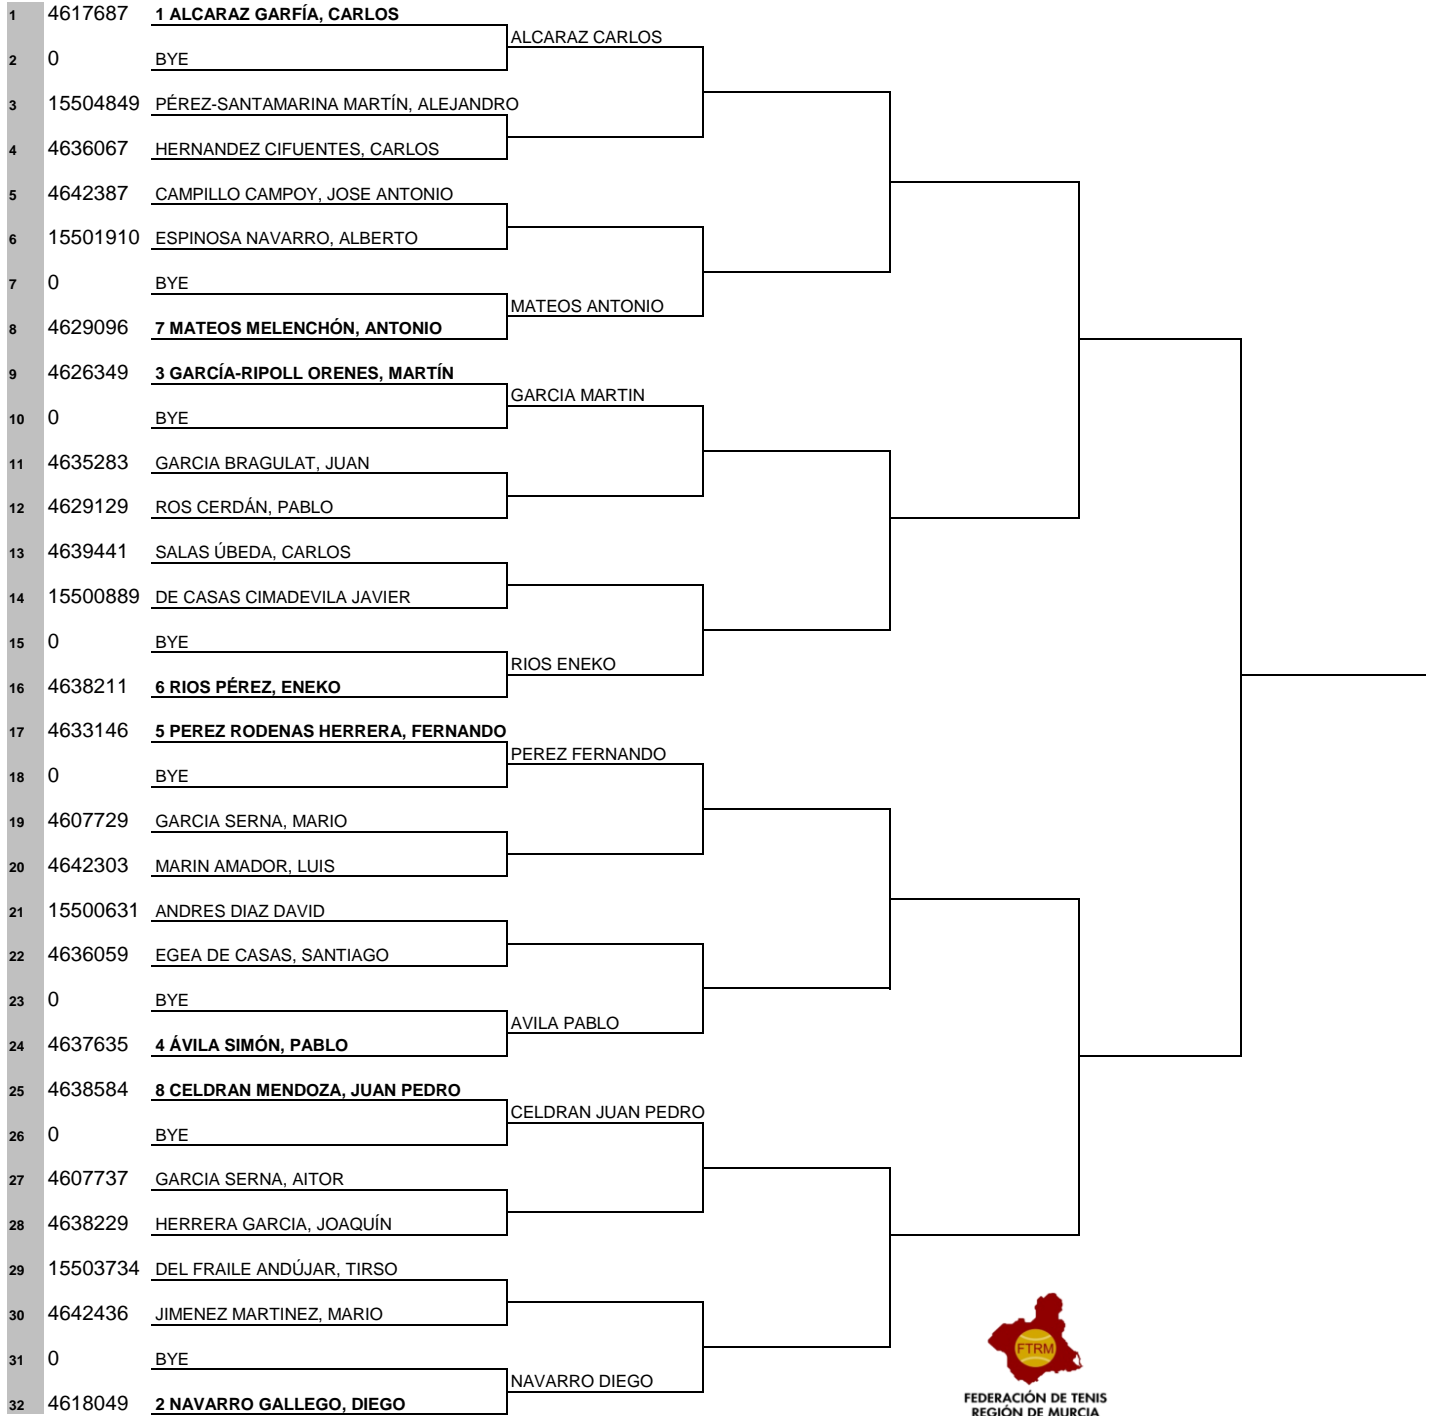 1 4617687 1 ALCARAZ GARFÍA, CARLOS
ALCARAZ CARLOS
2 0 BYE
3 15504849 PÉREZ-SANTAMARINA MARTÍN, ALEJANDRO
4 4636067 HERNANDEZ CIFUENTES, CARLOS
5 4642387 CAMPILLO CAMPOY, JOSE ANTONIO
6 15501910 ESPINOSA NAVARRO, ALBERTO
7 0 BYE
MATEOS ANTONIO
8 4629096 7 MATEOS MELENCHÓN, ANTONIO
9 4626349 3 GARCÍA-RIPOLL ORENES, MARTÍN
GARCIA MARTIN
10 0 BYE
11 4635283 GARCIA BRAGULAT, JUAN
12 4629129 ROS CERDÁN, PABLO
13 4639441 SALAS ÚBEDA, CARLOS
14 15500889 DE CASAS CIMADEVILA JAVIER
15 0 BYE
RIOS ENEKO
16 4638211 6 RIOS PÉREZ, ENEKO
17 4633146 5 PEREZ RODENAS HERRERA, FERNANDO
PEREZ FERNANDO
18 0 BYE
19 4607729 GARCIA SERNA, MARIO
20 4642303 MARIN AMADOR, LUIS
21 15500631 ANDRES DIAZ DAVID
22 4636059 EGEA DE CASAS, SANTIAGO
23 0 BYE
AVILA PABLO
24 4637635 4 ÁVILA SIMÓN, PABLO
25 4638584 8 CELDRAN MENDOZA, JUAN PEDRO
CELDRAN JUAN PEDRO
26 0 BYE
27 4607737 GARCIA SERNA, AITOR
28 4638229 HERRERA GARCIA, JOAQUÍN
29 15503734 DEL FRAILE ANDÚJAR, TIRSO
30 4642436 JIMENEZ MARTINEZ, MARIO
31 0 BYE
NAVARRO DIEGO
32 4618049 2 NAVARRO GALLEGO, DIEGO
FTRM
FEDERACIÓN DE TENIS
REGIÓN DE MURCIA